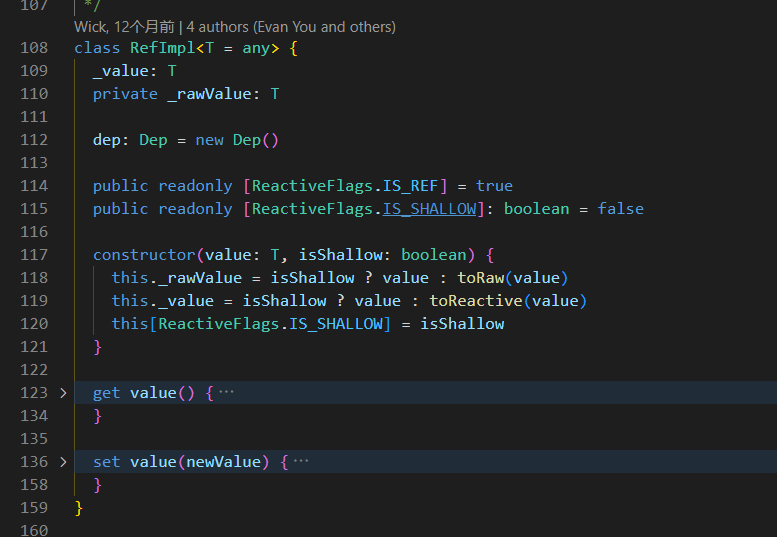 107 */
Wick, 12个月前 | 4 authors (Evan You and others)
108 class RefImpl<T = any> {
109 _value: T
110 private _rawValue: T
111
112 dep: Dep = new Dep()
113
114 public readonly [ReactiveFlags.IS_REF] = true
115 public readonly [ReactiveFlags.IS_SHALLOW]: boolean = false
116
117 constructor(value: T, isShallow: boolean) {
118 this._rawValue = isShallow ? value : toRaw(value)
119 this._value = isShallow ? value : toReactive(value)
120 this[ReactiveFlags.IS_SHALLOW] = isShallow
121 }
122
123 > get value() { ···
134 }
135
136 > set value(newValue) { ···
158 }
159 }
160